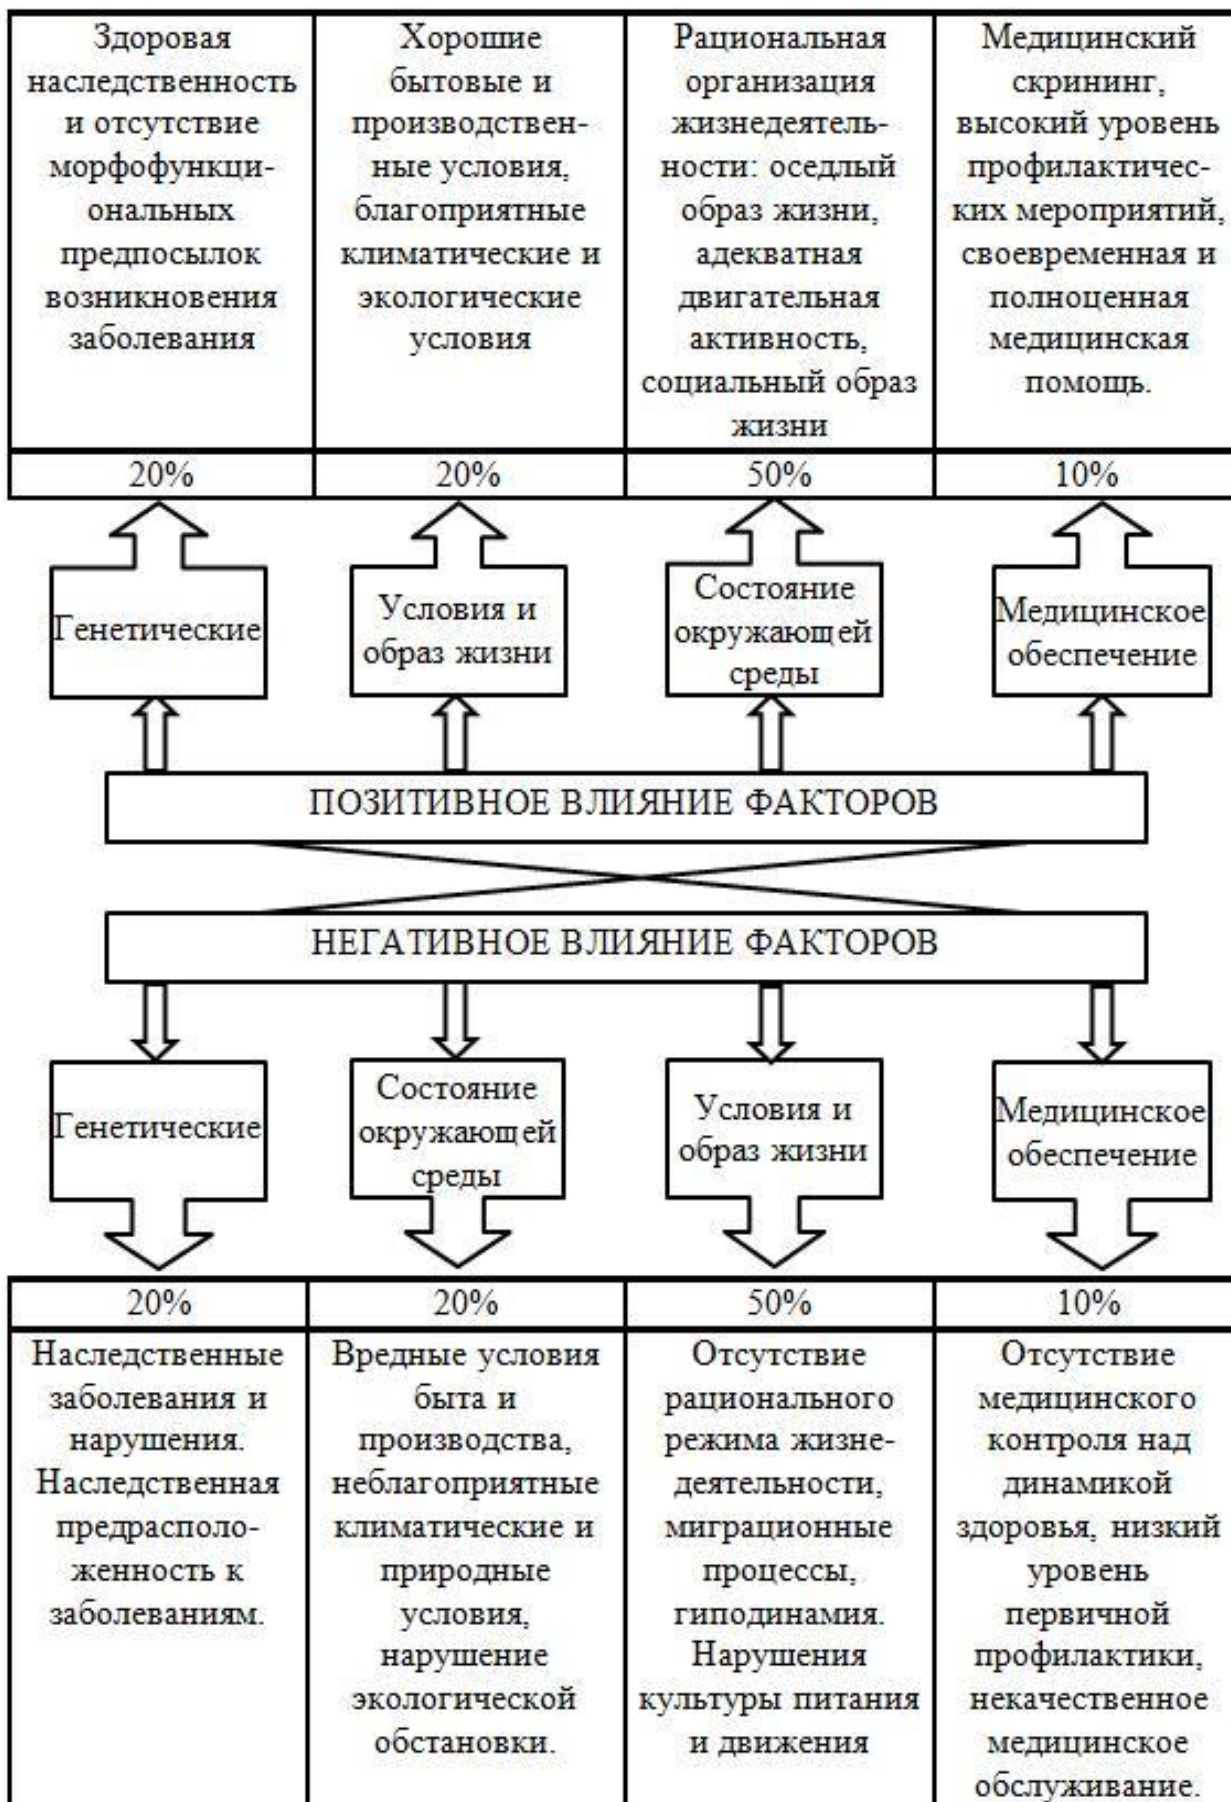 Здоровая
наследственность
и отсутствие
морфофункци-
ональных
предпосылок
возникновения
заболевания
Хорошие
бытовые и
производствен-
ные условия,
благоприятные
климатические и
экологические
условия
Рациональная
организация
жизнедеятель-
ности: оседлый
образ жизни,
адекватная
двигательная
активность,
социальный образ
жизни
Медицинский
скрининг,
высокий уровень
профилактичес-
ких мероприятий,
своевременная и
полноценная
медицинская
помощь.
20%
20%
50%
10%
Генетические
Условия и
образ жизни
Состояние
окружающей
среды
Медицинское
обеспечение
ПОЗИТИВНОЕ ВЛИЯНИЕ ФАКТОРОВ
НЕГАТИВНОЕ ВЛИЯНИЕ ФАКТОРОВ
Генетические
Состояние
окружающей
среды
Условия и
образ жизни
Медицинское
обеспечение
20%
20%
50%
10%
Наследственные
заболевания и
нарушения.
Наследственная
предрасполо-
женность к
заболеваниям.
Вредные условия
быта и
производства,
неблагоприятные
климатические и
природные
условия,
нарушение
экологической
обстановки.
Отсутствие
рационального
режима жизне-
деятельности,
миграционные
процессы,
гиподинамия.
Нарушения
культуры питания
и движения
Отсутствие
медицинского
контроля над
динамикой
здоровья, низкий
уровень
первичной
профилактики,
некачественное
медицинское
обслуживание.